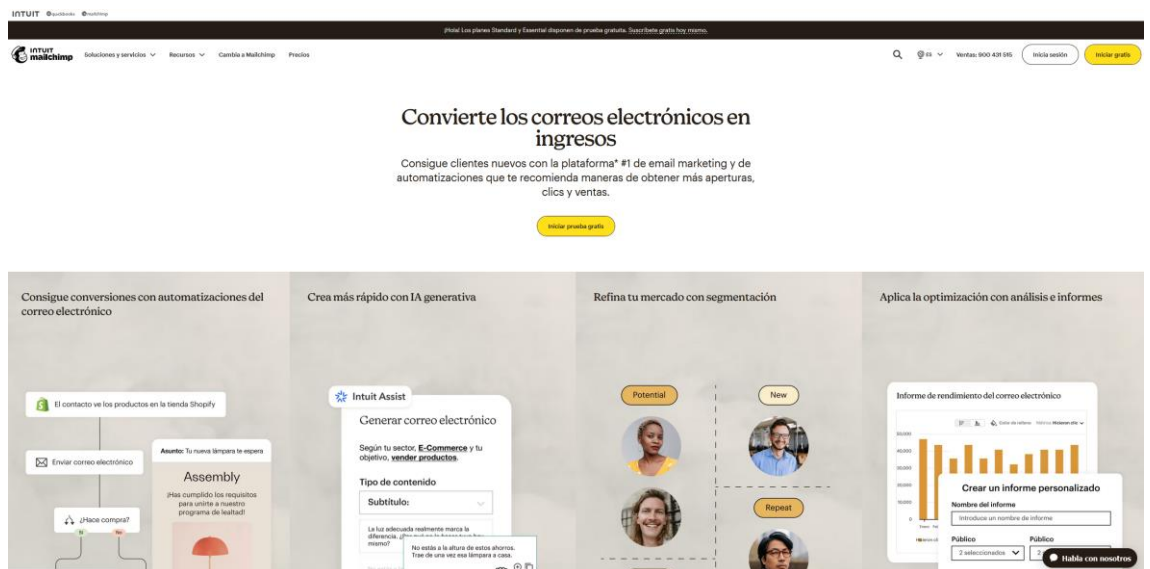 INTUIT quickbooks mailchimp
¡Hola! Los planes Standard y Essential disponen de prueba gratuita. Suscríbete gratis hoy mismo.
INTUIT
mailchimp
Soluciones y servicios
Recursos
Cambia a Mailchimp
Precios
ES
Ventas: 900 431 515
Inicia sesión
Iniciar gratis
Convierte los correos electrónicos en
ingresos
Consigue clientes nuevos con la plataforma* #1 de email marketing y de
automatizaciones que te recomienda maneras de obtener más aperturas,
clics y ventas.
Iniciar prueba gratis
Consigue conversiones con automatizaciones del
correo electrónico
El contacto ve los productos en la tienda Shopify
Enviar correo electrónico
¿Hace compra?
No
Asunto: Tu nueva lámpara te espera
Assembly
¡Has cumplido los requisitos
para unirte a nuestro
programa de lealtad!
Crea más rápido con IA generativa
Intuit Assist
Generar correo electrónico
Según tu sector, E-Commerce y tu
objetivo, vender productos.
Tipo de contenido
Subtítulo:
La luz adecuada realmente marca la
diferencia.
mismo?
No estás a la altura de estos ahorros.
Trae de una vez esa lámpara a casa.
Refina tu mercado con segmentación
Potential
New
Repeat
Aplica la optimización con análisis e informes
Informe de rendimiento del correo electrónico
Crear un informe personalizado
Nombre del informe
Introduce un nombre de informe
Público
2 seleccionados
Público
2
Habla con nosotros